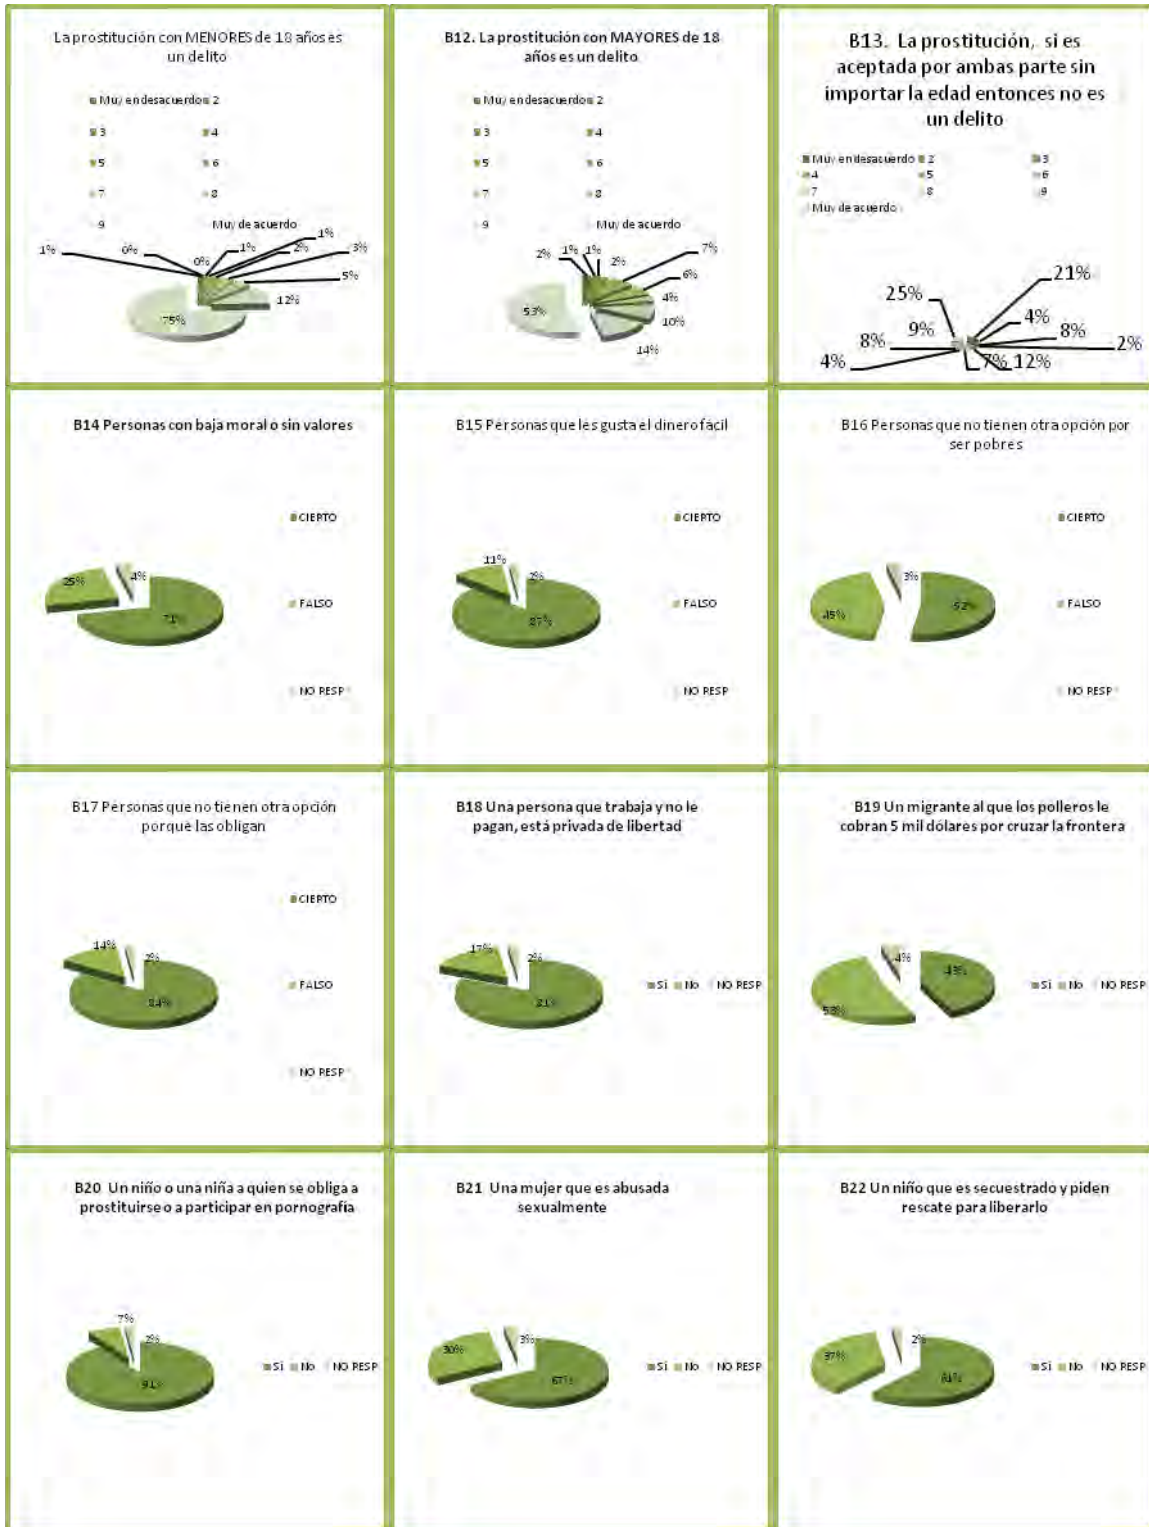 La prostitución con MENORES de 18 años es
un delito
Muy en desacuerdo 2
3 4
5 6
7 8
9 Muy de acuerdo
1% 0% 0% 1% 2% 1% 3%
5%
12%
75%
B12. La prostitución con MAYORES de 18
años es un delito
Muy en desacuerdo 2
3 4
5 6
7 8
9 Muy de acuerdo
2% 1% 1% 2% 7%
6%
4%
10%
14%
53%
B13. La prostitución, si es
aceptada por ambas parte sin
importar la edad entonces no es
un delito
Muy en desacuerdo 2 3
4 5 6
7 8 9
Muy de acuerdo
21%
25%
4%
9% 8%
8% 2%
4% 7% 12%
B14 Personas con baja moral o sin valores
CIERTO
25% 4%
FALSO
71%
NO RESP
B15 Personas que les gusta el dinero fácil
CIERTO
11% 2%
FALSO
87%
NO RESP
B16 Personas que no tienen otra opción por
ser pobres
CIERTO
3%
45% 52%
FALSO
NO RESP
B17 Personas que no tienen otra opción
porque las obligan
CIERTO
14% 2%
FALSO
84%
NO RESP
B18 Una persona que trabaja y no le
pagan, está privada de libertad
17% 2%
Si No NO RESP
81%
B19 Un migrante al que los polleros le
cobran 5 mil dólares por cruzar la frontera
4% 43%
Si No NO RESP
53%
B20 Un niño o una niña a quien se obliga a
prostituirse o a participar en pornografía
7% 2%
Si No NO RESP
91%
B21 Una mujer que es abusada
sexualmente
30% 3%
Si No NO RESP
67%
B22 Un niño que es secuestrado y piden
rescate para liberarlo
37% 2%
Si No NO RESP
61%